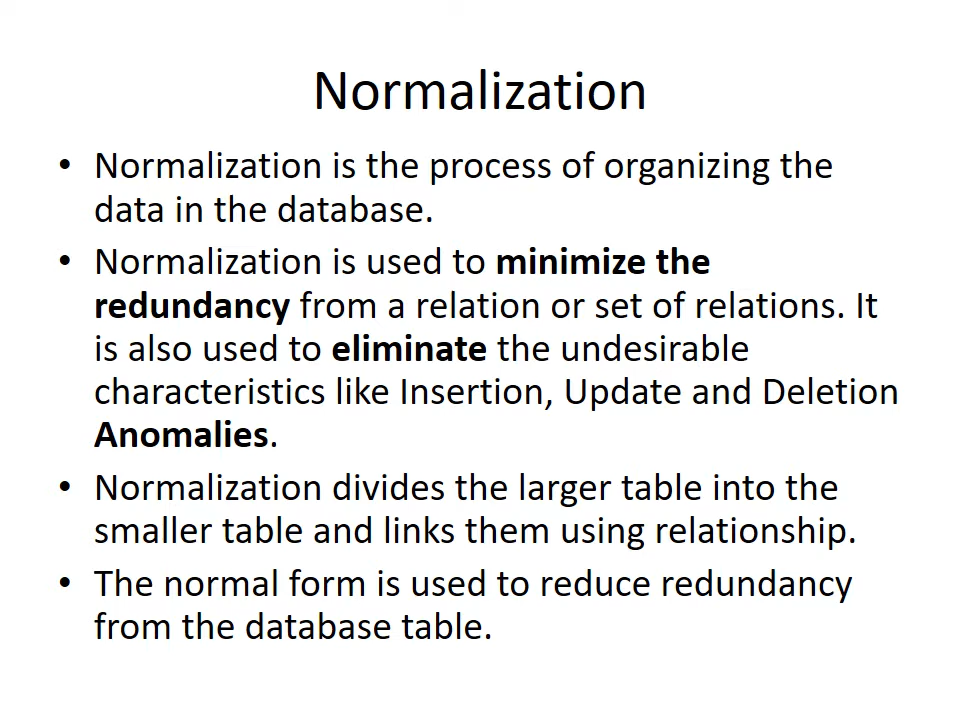 Normalization
• Normalization is the process of organizing the
data in the database.
• Normalization is used to minimize the
redundancy from a relation or set of relations. It
is also used to eliminate the undesirable
characteristics like Insertion, Update and Deletion
Anomalies.
• Normalization divides the larger table into the
smaller table and links them using relationship.
• The normal form is used to reduce redundancy
from the database table.